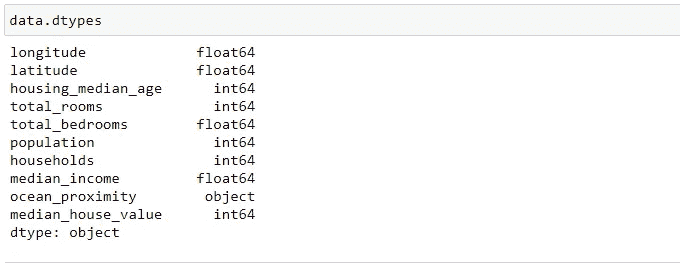 data.dtypes
longitude float64
latitude float64
housing_median_age int64
total_rooms int64
total_bedrooms float64
population int64
households int64
median_income float64
ocean_proximity object
median_house_value int64
dtype: object